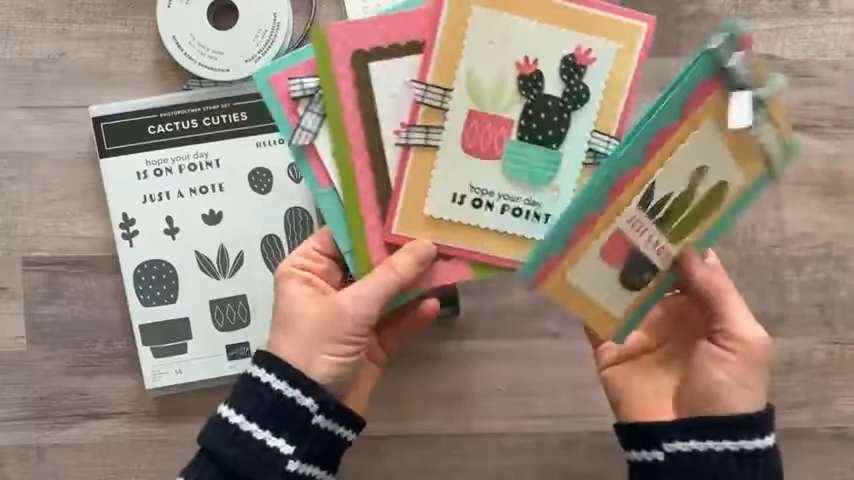 PHOTOPOLYMER STAMP SET
CACTUS CUTIES
hope your day
IS ON POINT
HELLO
JUST A NOTE
14
hope your day
IS ON POINT
JUST A NO